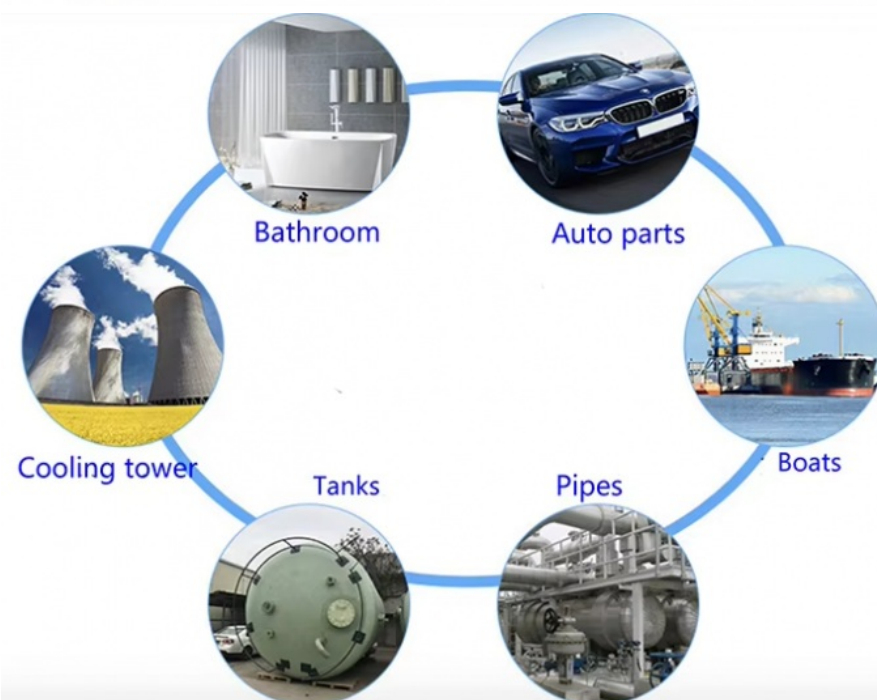 Bathroom
Auto parts
Cooling tower
Boats
Tanks
Pipes